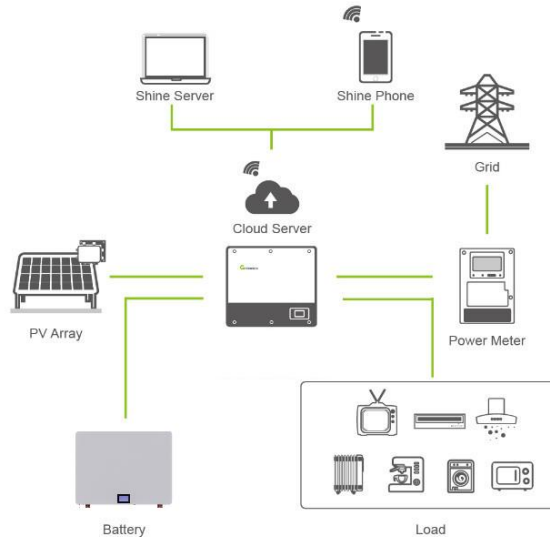 Shine Server
Shine Phone
Grid
Cloud Server
PV Array
Power Meter
Battery
Load